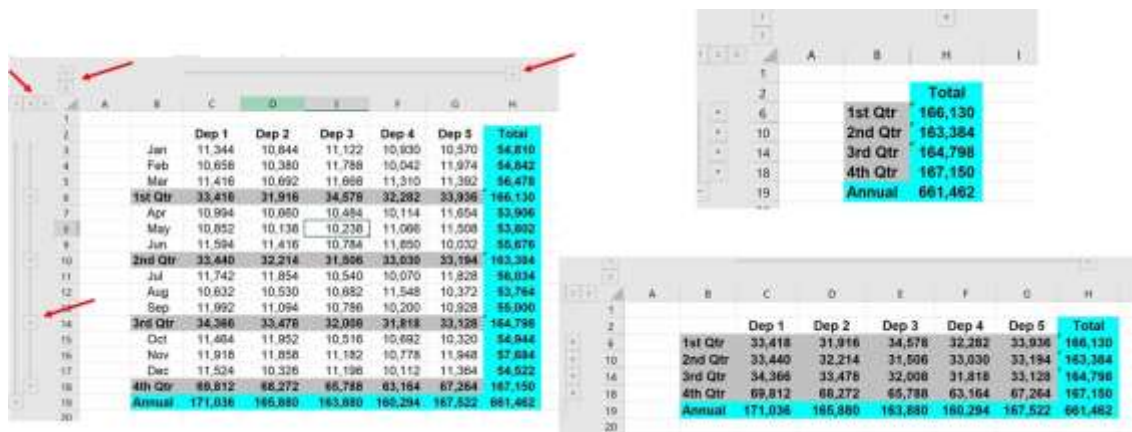 A B C D E F G H
1
2 Dep 1 Dep 2 Dep 3 Dep 4 Dep 5 Total
3 Jan 11,344 10,844 11,122 10,930 10,570 54,810
4 Feb 10,658 10,380 11,788 10,042 11,974 54,842
5 Mar 11,416 10,692 11,668 11,310 11,392 56,478
6 1st Qtr 33,418 31,916 34,578 32,282 33,936 166,130
7 Apr 10,994 10,660 10,484 10,114 11,654 53,906
8 May 10,852 10,138 10,238 11,066 11,508 53,802
9 Jun 11,594 11,416 10,784 11,850 10,032 55,676
10 2nd Qtr 33,440 32,214 31,506 33,030 33,194 163,384
11 Jul 11,742 11,854 10,540 10,070 11,828 56,034
12 Aug 10,632 10,530 10,682 11,548 10,372 53,764
Sep 11,992 11,094 10,786 10,200 10,928 55,000
14 3rd Qtr 34,366 33,478 32,008 31,818 33,128 164,798
15 Oct 11,464 11,952 10,516 10,692 10,320 54,944
16 Nov 11,918 11,858 11,182 10,778 11,948 57,684
17 Dec 11,524 10,326 11,196 10,112 11,364 54,522
18 4th Qtr 69,812 68,272 65,788 63,164 67,264 167,150
19 Annual 171,036 165,880 163,880 160,294 167,522 661,462
20
A B H I
1
2 Total
6 1st Qtr 166,130
10 2nd Qtr 163,384
14 3rd Qtr 164,798
18 4th Qtr 167,150
19 Annual 661,462
A B C D E F G H
1
2 Dep 1 Dep 2 Dep 3 Dep 4 Dep 5 Total
6 1st Qtr 33,418 31,916 34,578 32,282 33,936 166,130
10 2nd Qtr 33,440 32,214 31,506 33,030 33,194 163,384
14 3rd Qtr 34,366 33,478 32,008 31,818 33,128 164,798
18 4th Qtr 69,812 68,272 65,788 63,164 67,264 167,150
19 Annual 171,036 165,880 163,880 160,294 167,522 661,462
20